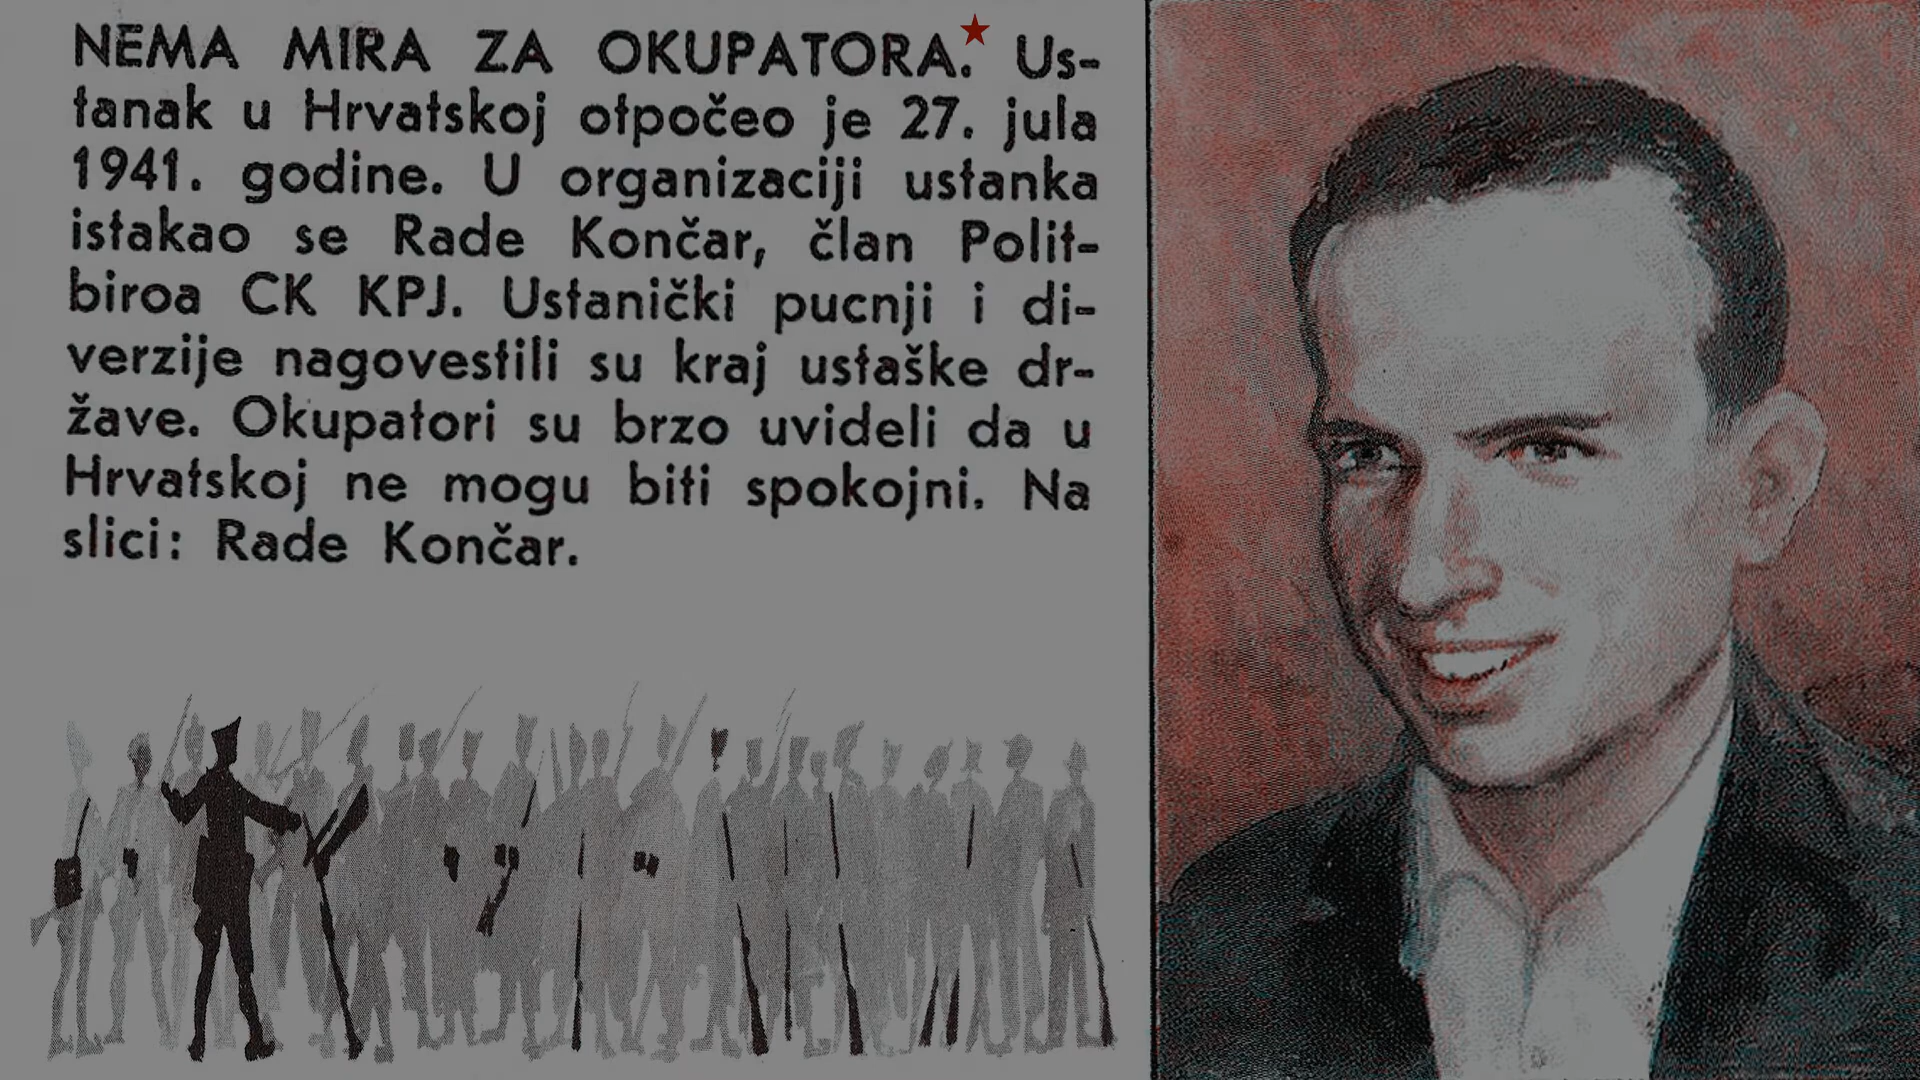 NEMA MIRA ZA OKUPATORA. Us-
tanak u Hrvatskoj otpočeo je 27. jula
1941. godine. U organizaciji ustanka
istakao se Rade Končar, član Polit-
biroa CK KPJ. Ustanički pucnji i di-
verzije nagovestili su kraj ustaške dr-
žave. Okupatori su brzo uvideli da u
Hrvatskoj ne mogu biti spokojni. Na
slici: Rade Končar.